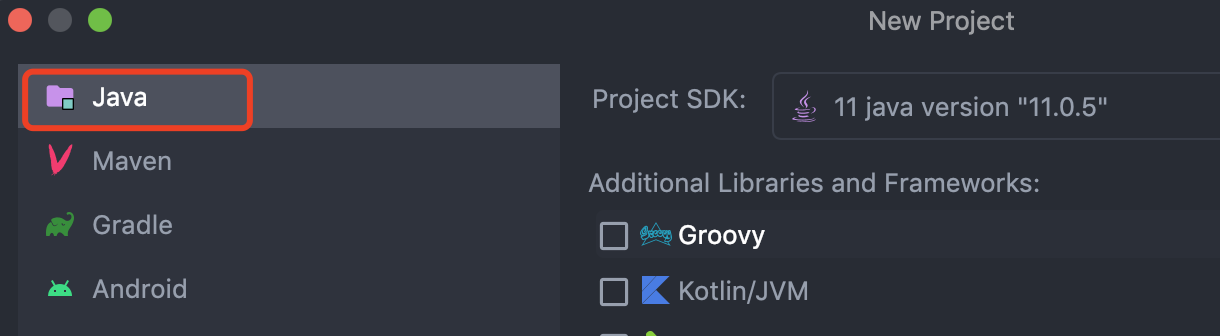 New Project
Java
Maven
Gradle
Android
Project SDK: 11 java version "11.0.5"
Additional Libraries and Frameworks:
Groovy
Kotlin/JVM